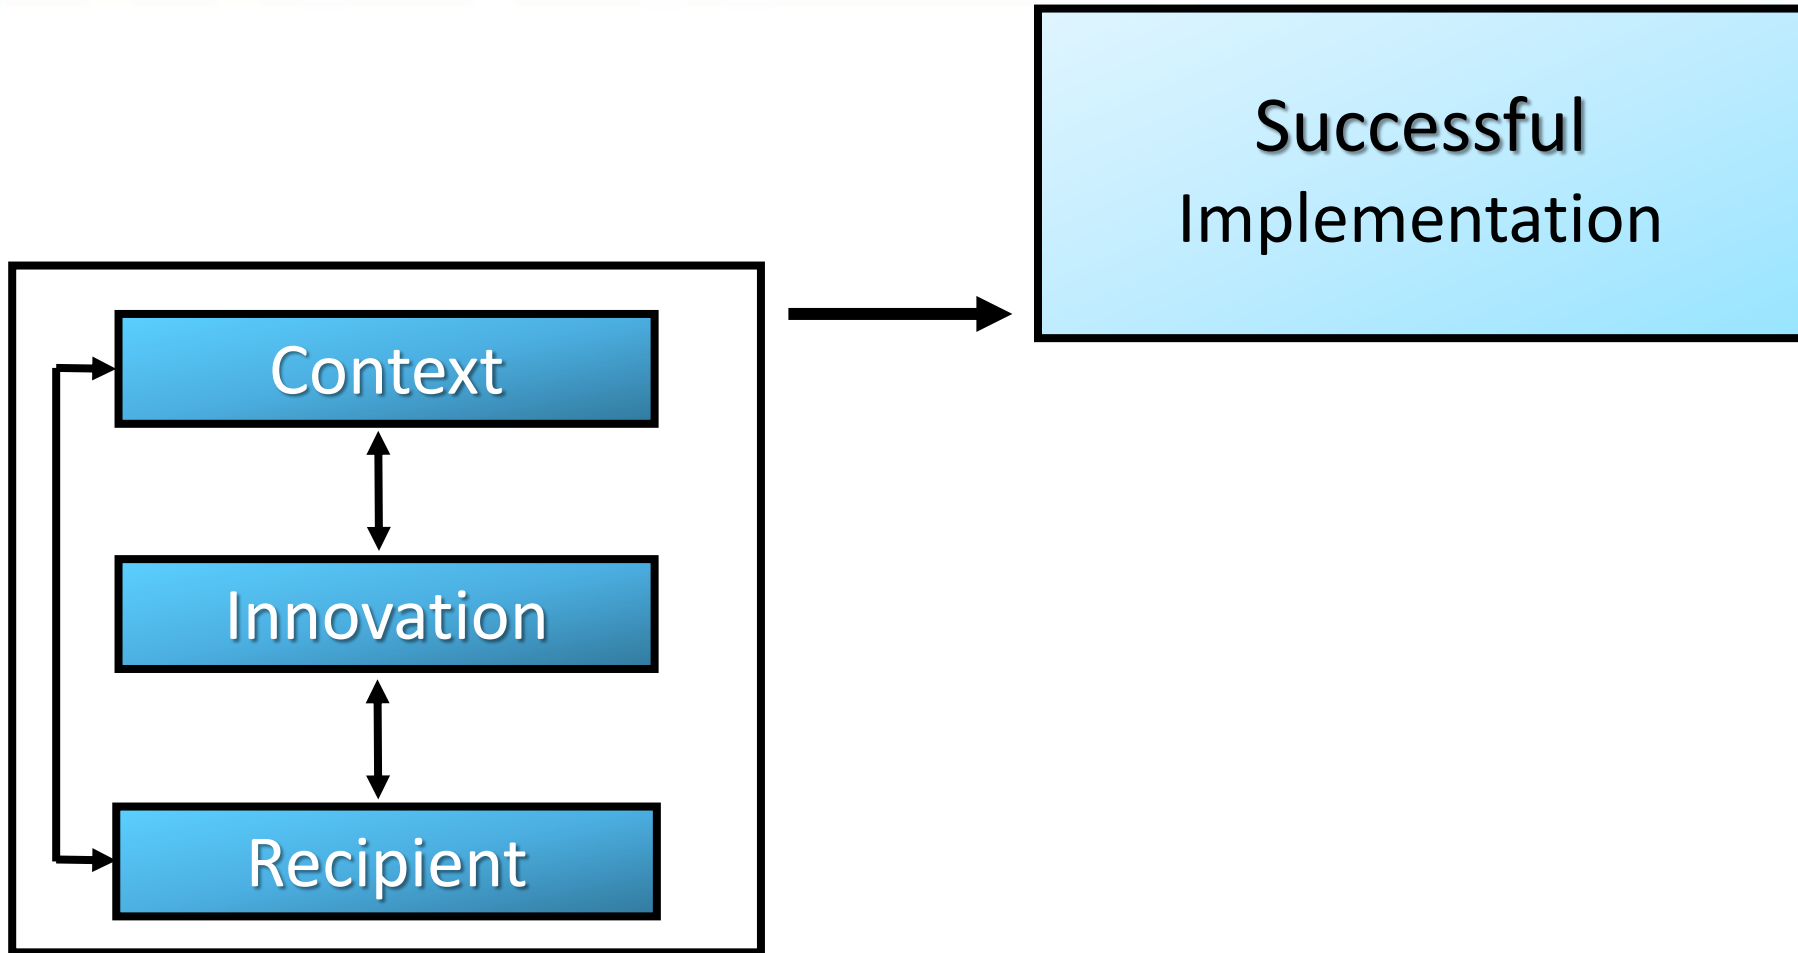 Successful
Implementation
Context
Innovation
Recipient